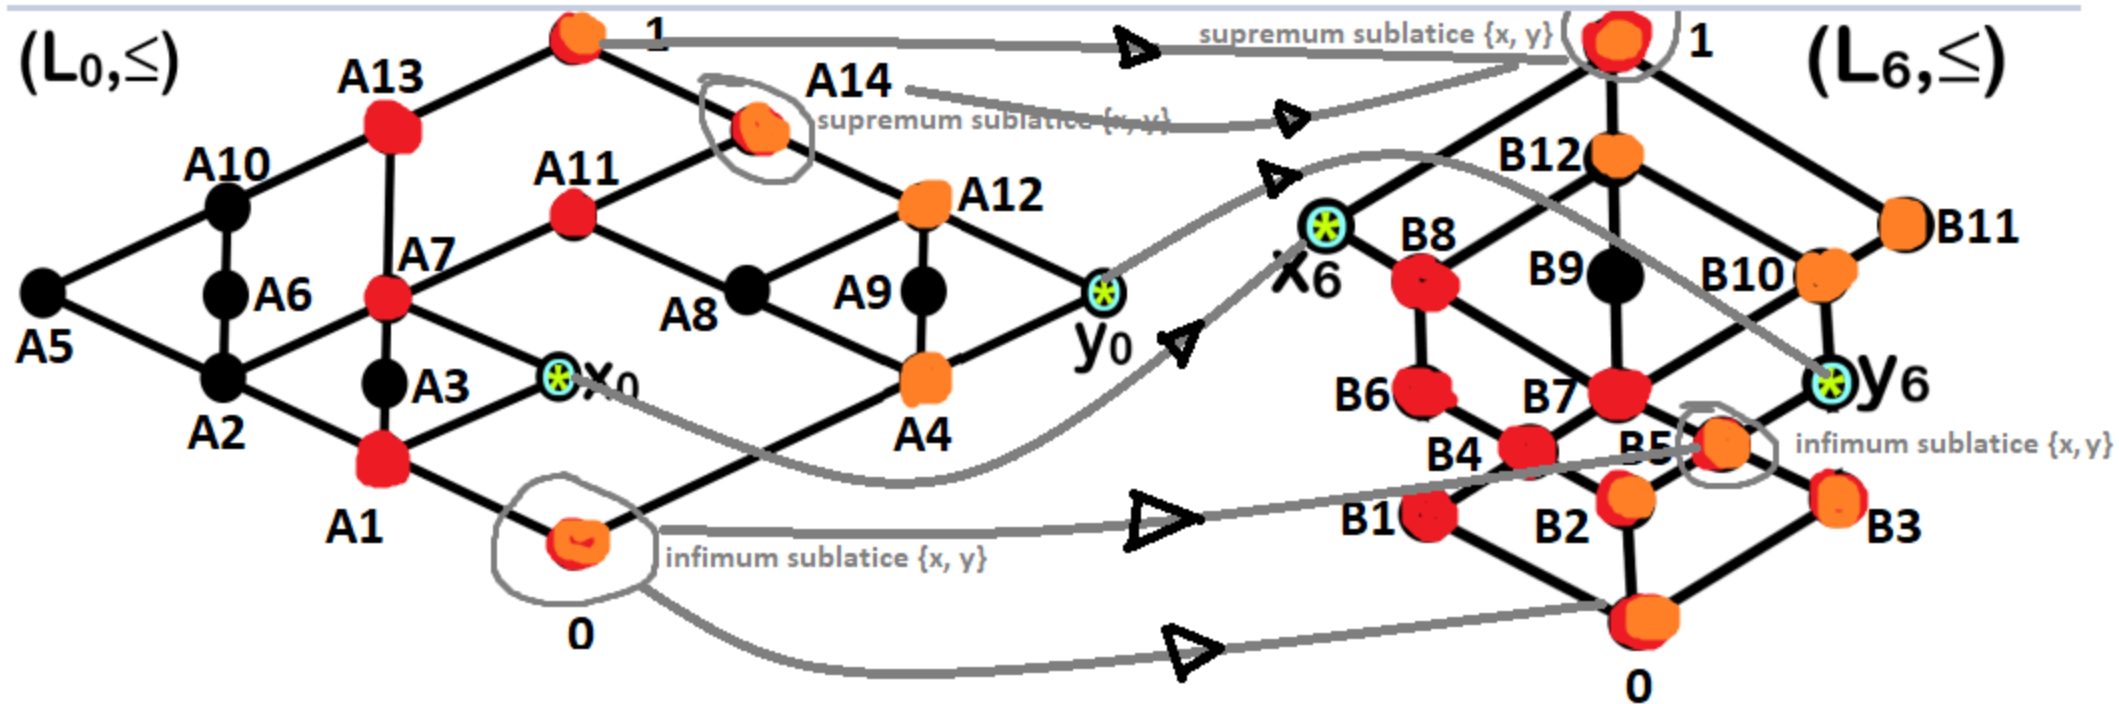 (L₀,≤)
1
supremum sublatice {x, y}
1
(L₆,≤)
A13
A14
supremum sublatice {x, y}
A10
A11
A12
B12
B8
B11
A7
x₆
B9
B10
A6
A9
A8
A5
y₀
A3
x₀
B6
B7
y₆
A2
A4
B4
B5
infimum sublatice {x, y}
A1
B1
B2
B3
infimum sublatice {x, y}
0
0